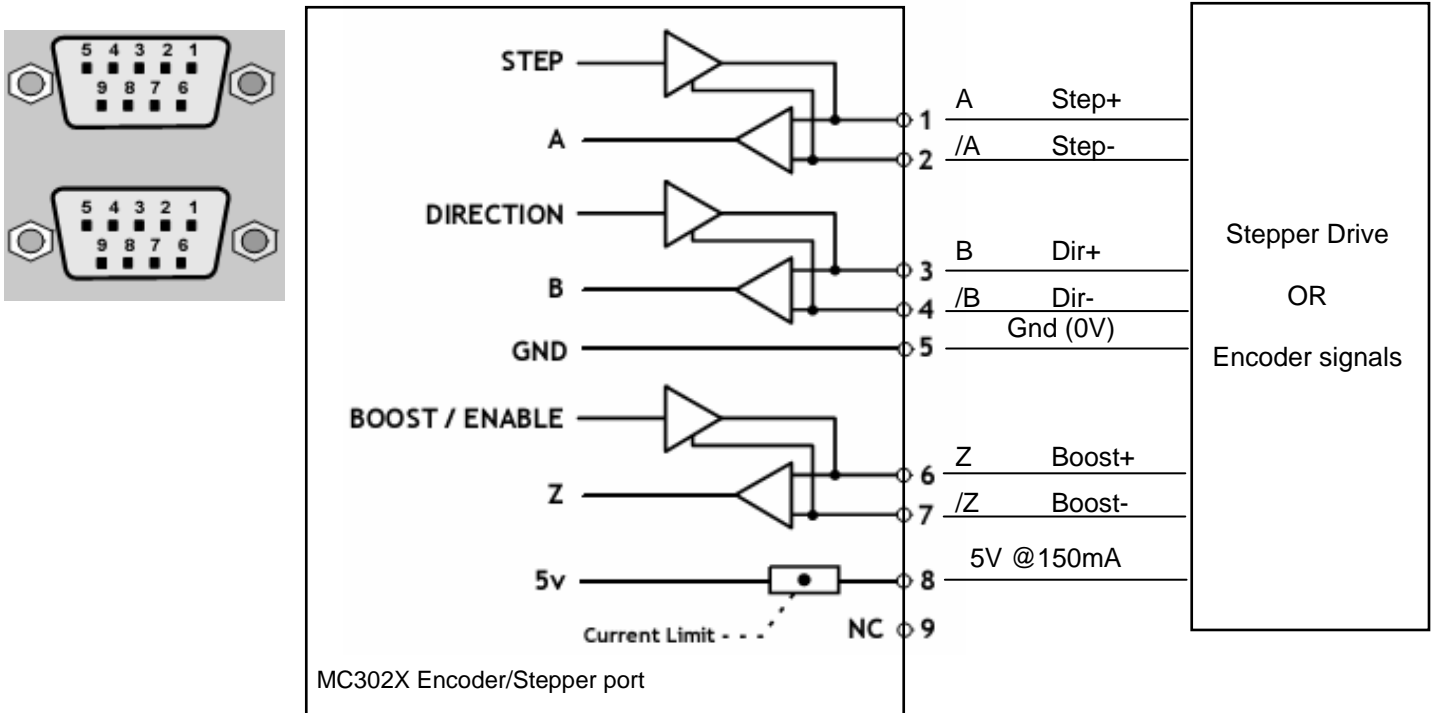 5 4 3 2 1
9 8 7 6
5 4 3 2 1
9 8 7 6
STEP
A
1 A Step+
2 /A Step-
DIRECTION
B
3 B Dir+
4 /B Dir-
GND
5 Gnd (0V)
BOOST / ENABLE
Z
6 Z Boost+
7 /Z Boost-
5v
8 5V @150mA
Current Limit - - -
NC 9
MC302X Encoder/Stepper port
Stepper Drive
OR
Encoder signals